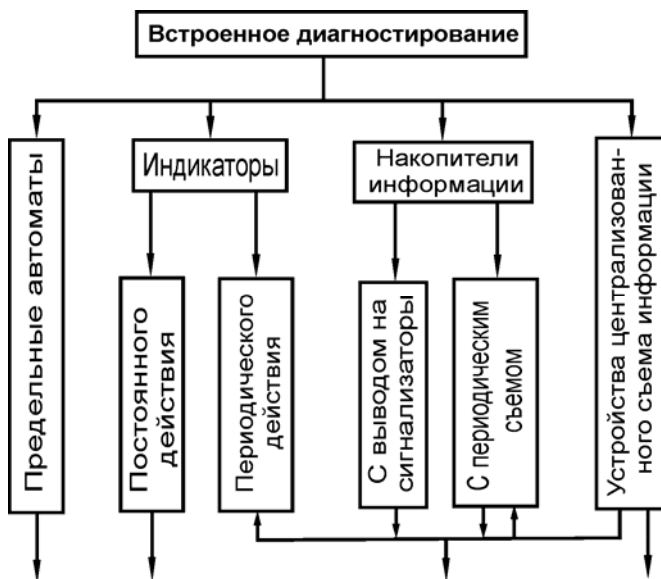 Встроенное диагностирование
Предельные автоматы
Индикаторы
Накопители
информации
Устройства централизован-
ного съема информации
Постоянного
действия
Периодического
действия
С выводом на
сигнализаторы
С периодическим
съемом